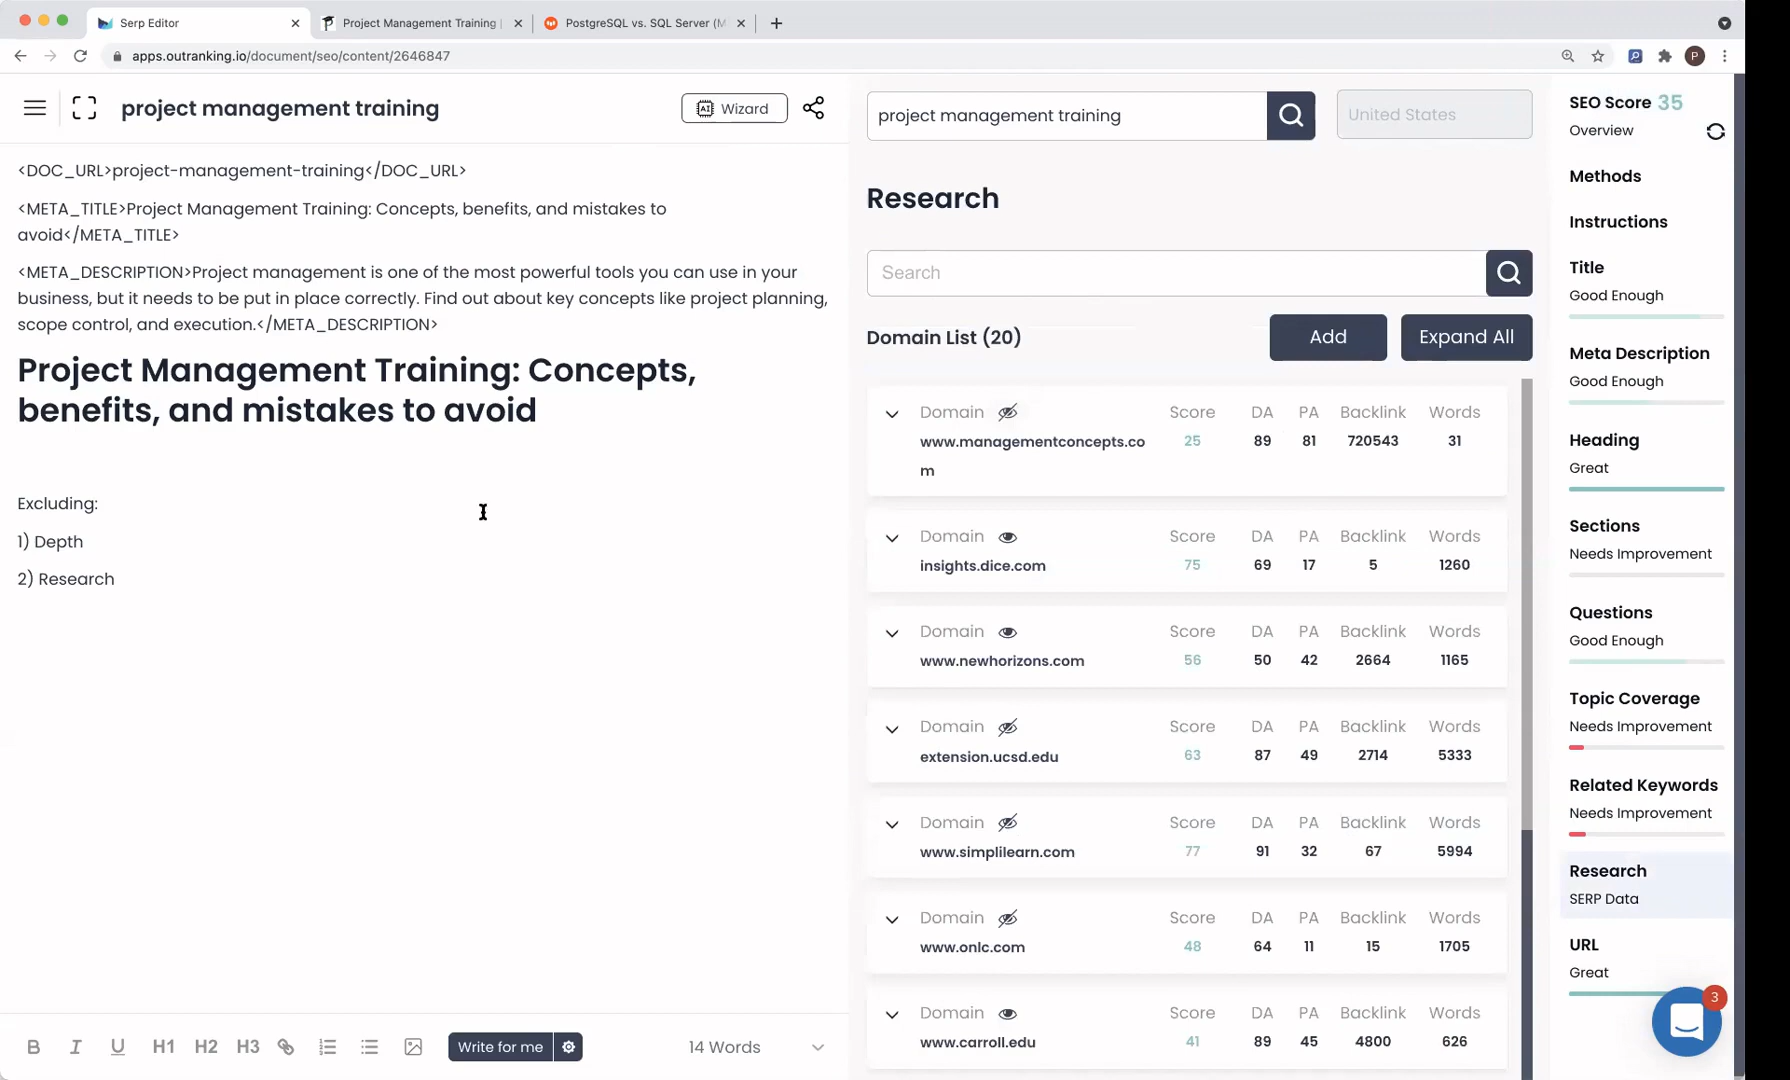 Serp Editor
Project Management Training |
PostgreSQL vs. SQL Server (M
apps.outranking.io/document/seo/content/2646847
P
project management training
AI Wizard
<DOC_URL>project-management-training</DOC_URL>
<META_TITLE>Project Management Training: Concepts, benefits, and mistakes to
avoid</META_TITLE>
<META_DESCRIPTION>Project management is one of the most powerful tools you can use in your
business, but it needs to be put in place correctly. Find out about key concepts like project planning,
scope control, and execution.</META_DESCRIPTION>
Project Management Training: Concepts,
benefits, and mistakes to avoid
Excluding:
1) Depth
2) Research
B I U H1 H2 H3
Write for me
14 Words
project management training
United States
Research
Search
Domain List (20)
Add
Expand All
Domain Score DA PA Backlink Words
www.managementconcepts.co 25 89 81 720543 31
m
Domain Score DA PA Backlink Words
insights.dice.com 75 69 17 5 1260
Domain Score DA PA Backlink Words
www.newhorizons.com 56 50 42 2664 1165
Domain Score DA PA Backlink Words
extension.ucsd.edu 63 87 49 2714 5333
Domain Score DA PA Backlink Words
www.simplilearn.com 77 91 32 67 5994
Domain Score DA PA Backlink Words
www.onlc.com 48 64 11 15 1705
Domain Score DA PA Backlink Words
www.carroll.edu 41 89 45 4800 626
SEO Score 35
Overview
Methods
Instructions
Title
Good Enough
Meta Description
Good Enough
Heading
Great
Sections
Needs Improvement
Questions
Good Enough
Topic Coverage
Needs Improvement
Related Keywords
Needs Improvement
Research
SERP Data
URL
Great
3